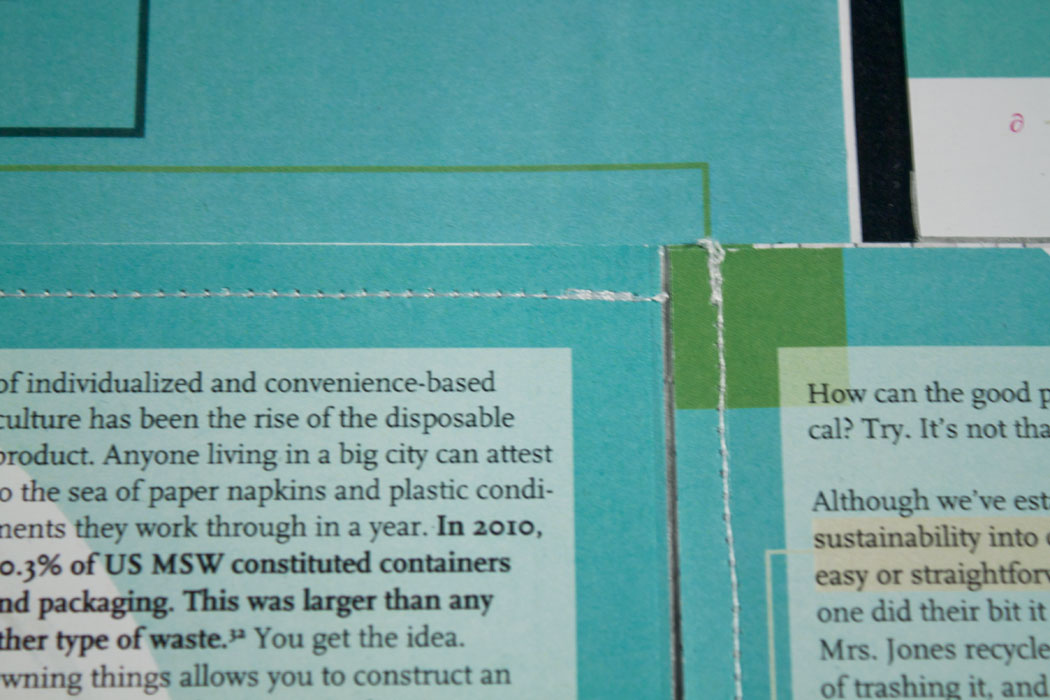 of individualized and convenience-based
culture has been the rise of the disposable
product. Anyone living in a big city can attest
o the sea of paper napkins and plastic condi-
ments they work through in a year. In 2010,
0.3% of US MSW constituted containers
nd packaging. This was larger than any
ther type of waste.³² You get the idea.
wning things allows you to construct an
How can the good p
cal? Try. It's not tha
Although we've est
sustainability into
easy or straightforw
one did their bit it
Mrs. Jones recycle
of trashing it, and